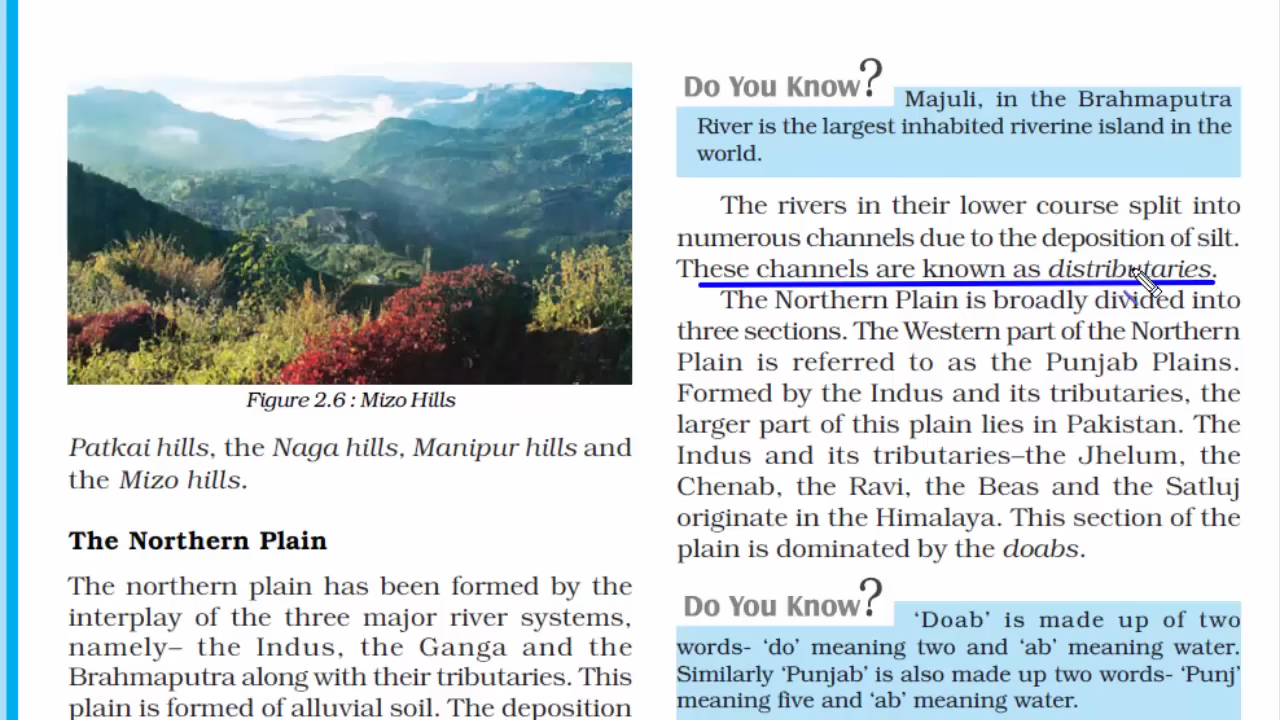 Figure 2.6 : Mizo Hills
Patkai hills, the Naga hills, Manipur hills and
the Mizo hills.
The Northern Plain
The northern plain has been formed by the
interplay of the three major river systems,
namely– the Indus, the Ganga and the
Brahmaputra along with their tributaries. This
plain is formed of alluvial soil. The deposition
Do You Know?
Majuli, in the Brahmaputra
River is the largest inhabited riverine island in the
world.
The rivers in their lower course split into
numerous channels due to the deposition of silt.
These channels are known as distributaries.
The Northern Plain is broadly divided into
three sections. The Western part of the Northern
Plain is referred to as the Punjab Plains.
Formed by the Indus and its tributaries, the
larger part of this plain lies in Pakistan. The
Indus and its tributaries–the Jhelum, the
Chenab, the Ravi, the Beas and the Satluj
originate in the Himalaya. This section of the
plain is dominated by the doabs.
Do You Know?
‘Doab’ is made up of two
words- ‘do’ meaning two and ‘ab’ meaning water.
Similarly ‘Punjab’ is also made up two words- ‘Punj’
meaning five and ‘ab’ meaning water.